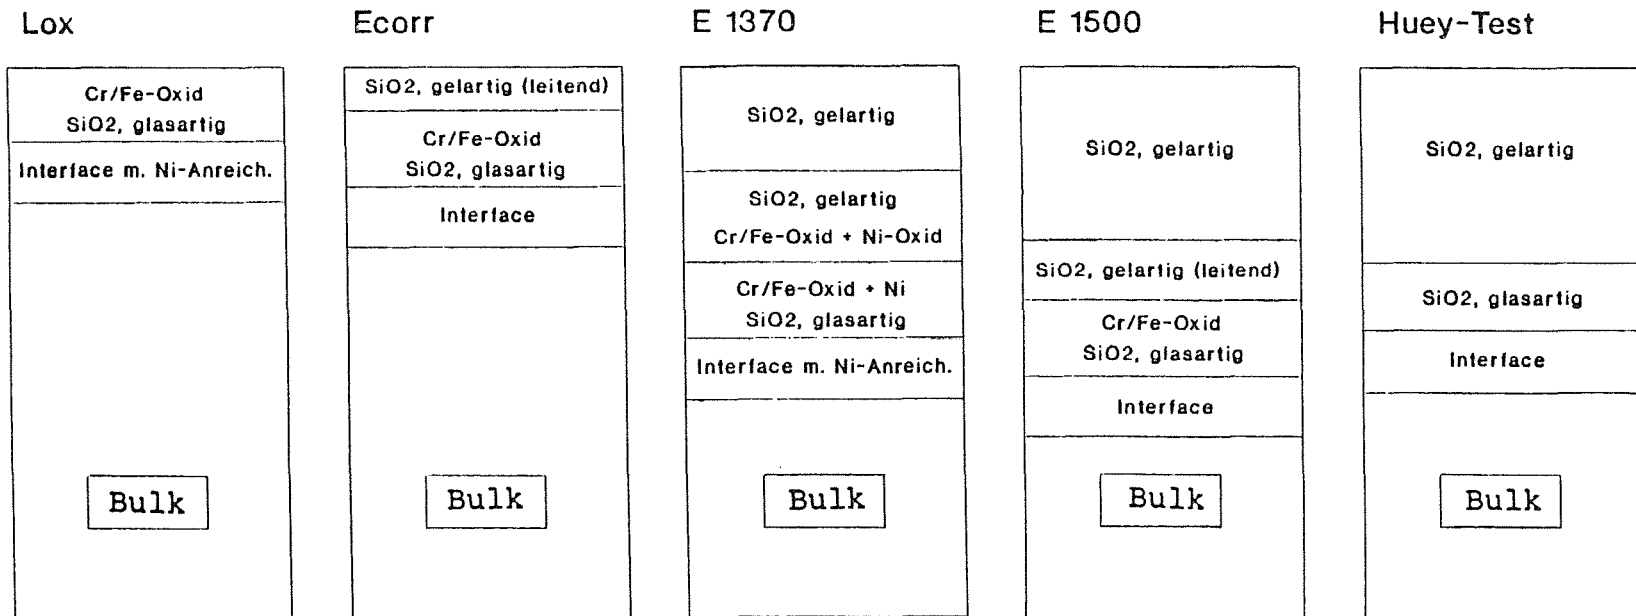 Lox
Cr/Fe-Oxid
SiO2, glasartig
Interface m. Ni-Anreich.
Bulk
Ecorr
SiO2, gelartig (leitend)
Cr/Fe-Oxid
SiO2, glasartig
Interface
Bulk
E 1370
SiO2, gelartig
SiO2, gelartig
Cr/Fe-Oxid + Ni-Oxid
Cr/Fe-Oxid + Ni
SiO2, glasartig
Interface m. Ni-Anreich.
Bulk
E 1500
SiO2, gelartig
SiO2, gelartig (leitend)
Cr/Fe-Oxid
SiO2, glasartig
Interface
Bulk
Huey-Test
SiO2, gelartig
SiO2, glasartig
Interface
Bulk